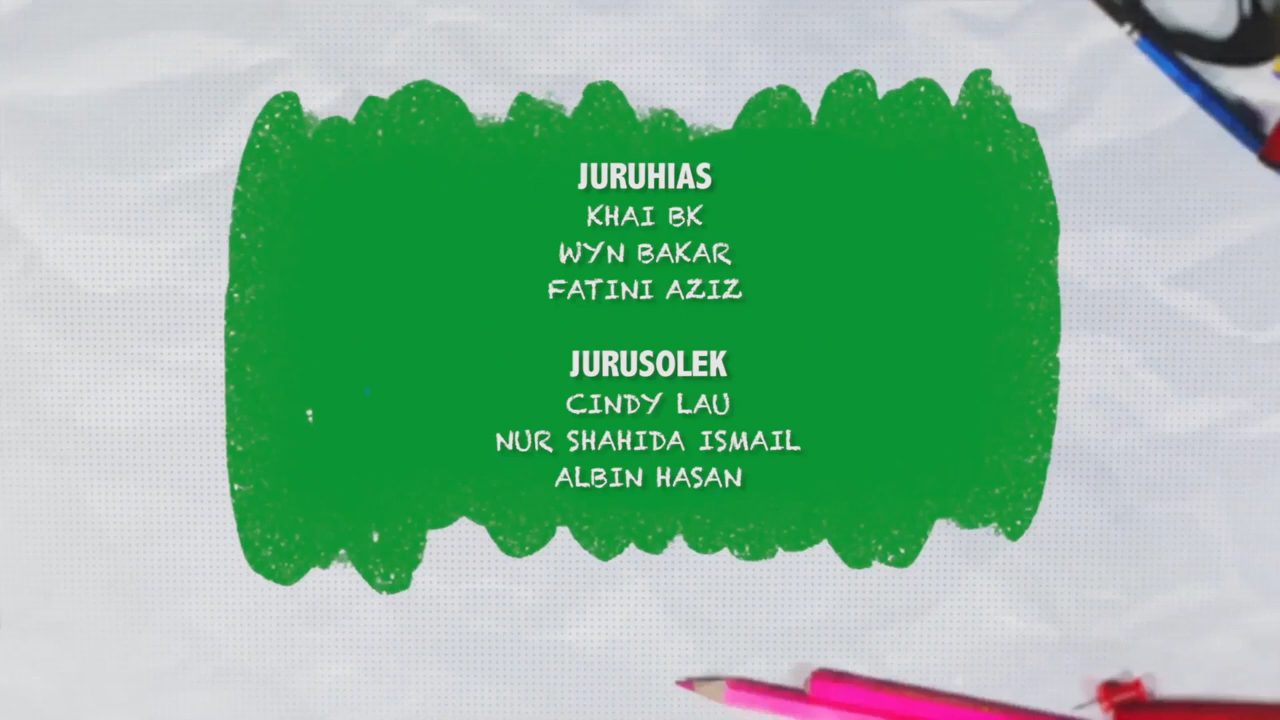 JURUHIAS
KHAI BK
WYN BAKAR
FATINI AZIZ
JURUSOLEK
CINDY LAU
NUR SHAHIDA ISMAIL
ALBIN HASAN